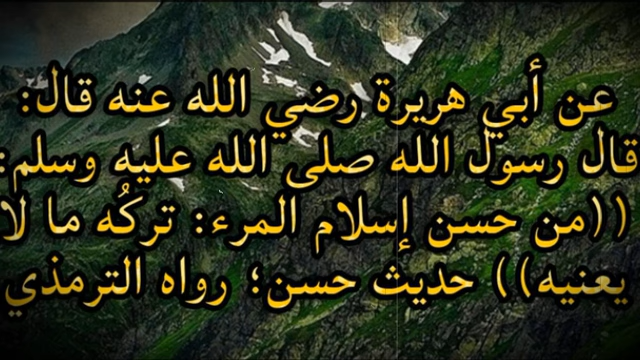 عن أبي هريرة رضي الله عنه قال:
قال رسول الله صلى الله عليه وسلم:
((من حسن إسلام المرء: تركُه ما لا
يعنيه)) حديث حسن؛ رواه الترمذي